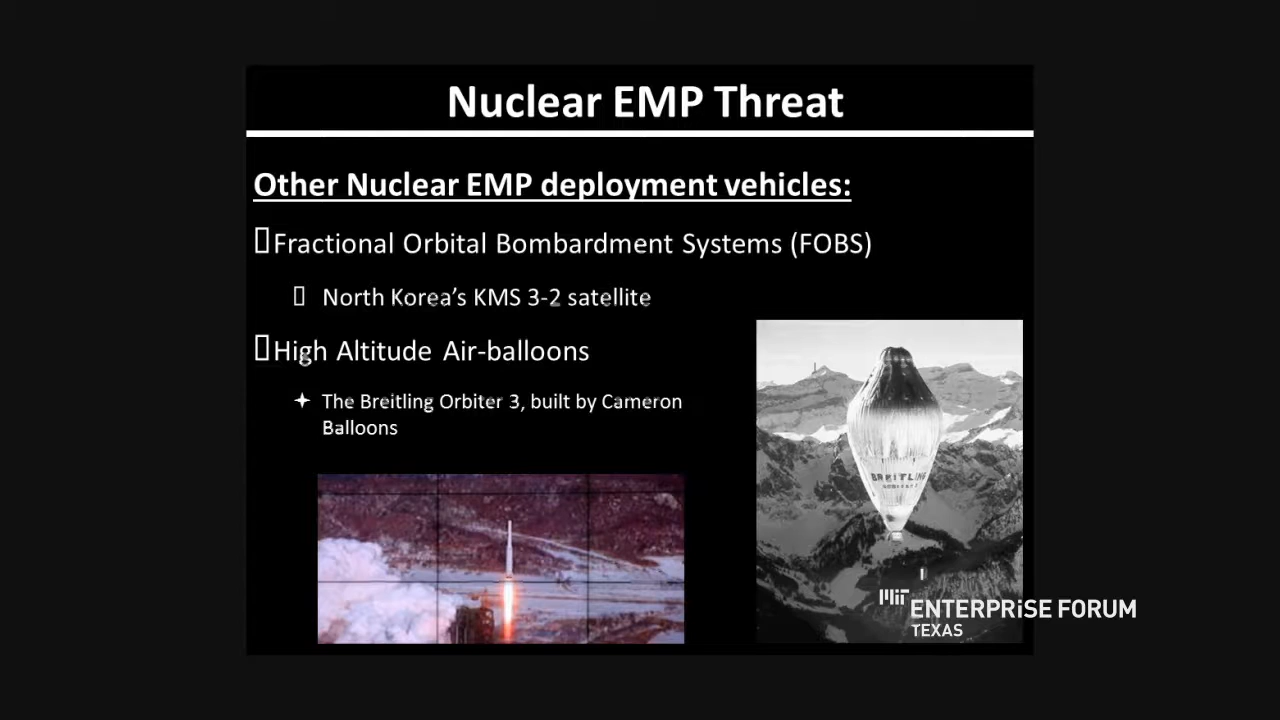 Nuclear EMP Threat
Other Nuclear EMP deployment vehicles:
Fractional Orbital Bombardment Systems (FOBS)
North Korea's KMS 3-2 satellite
High Altitude Air-balloons
The Breitling Orbiter 3, built by Cameron
Balloons
BREITLING
MIT
ENTERPRISE FORUM
TEXAS